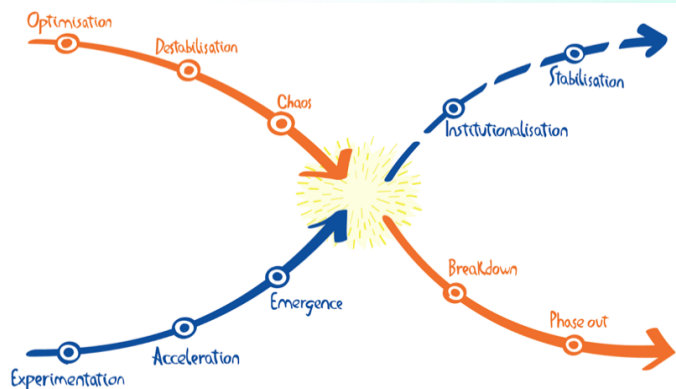 Optimisation
Destabilisation
Chaos
Stabilisation
Institutionalisation
Breakdown
Emergence
Phase out
Acceleration
Experimentation